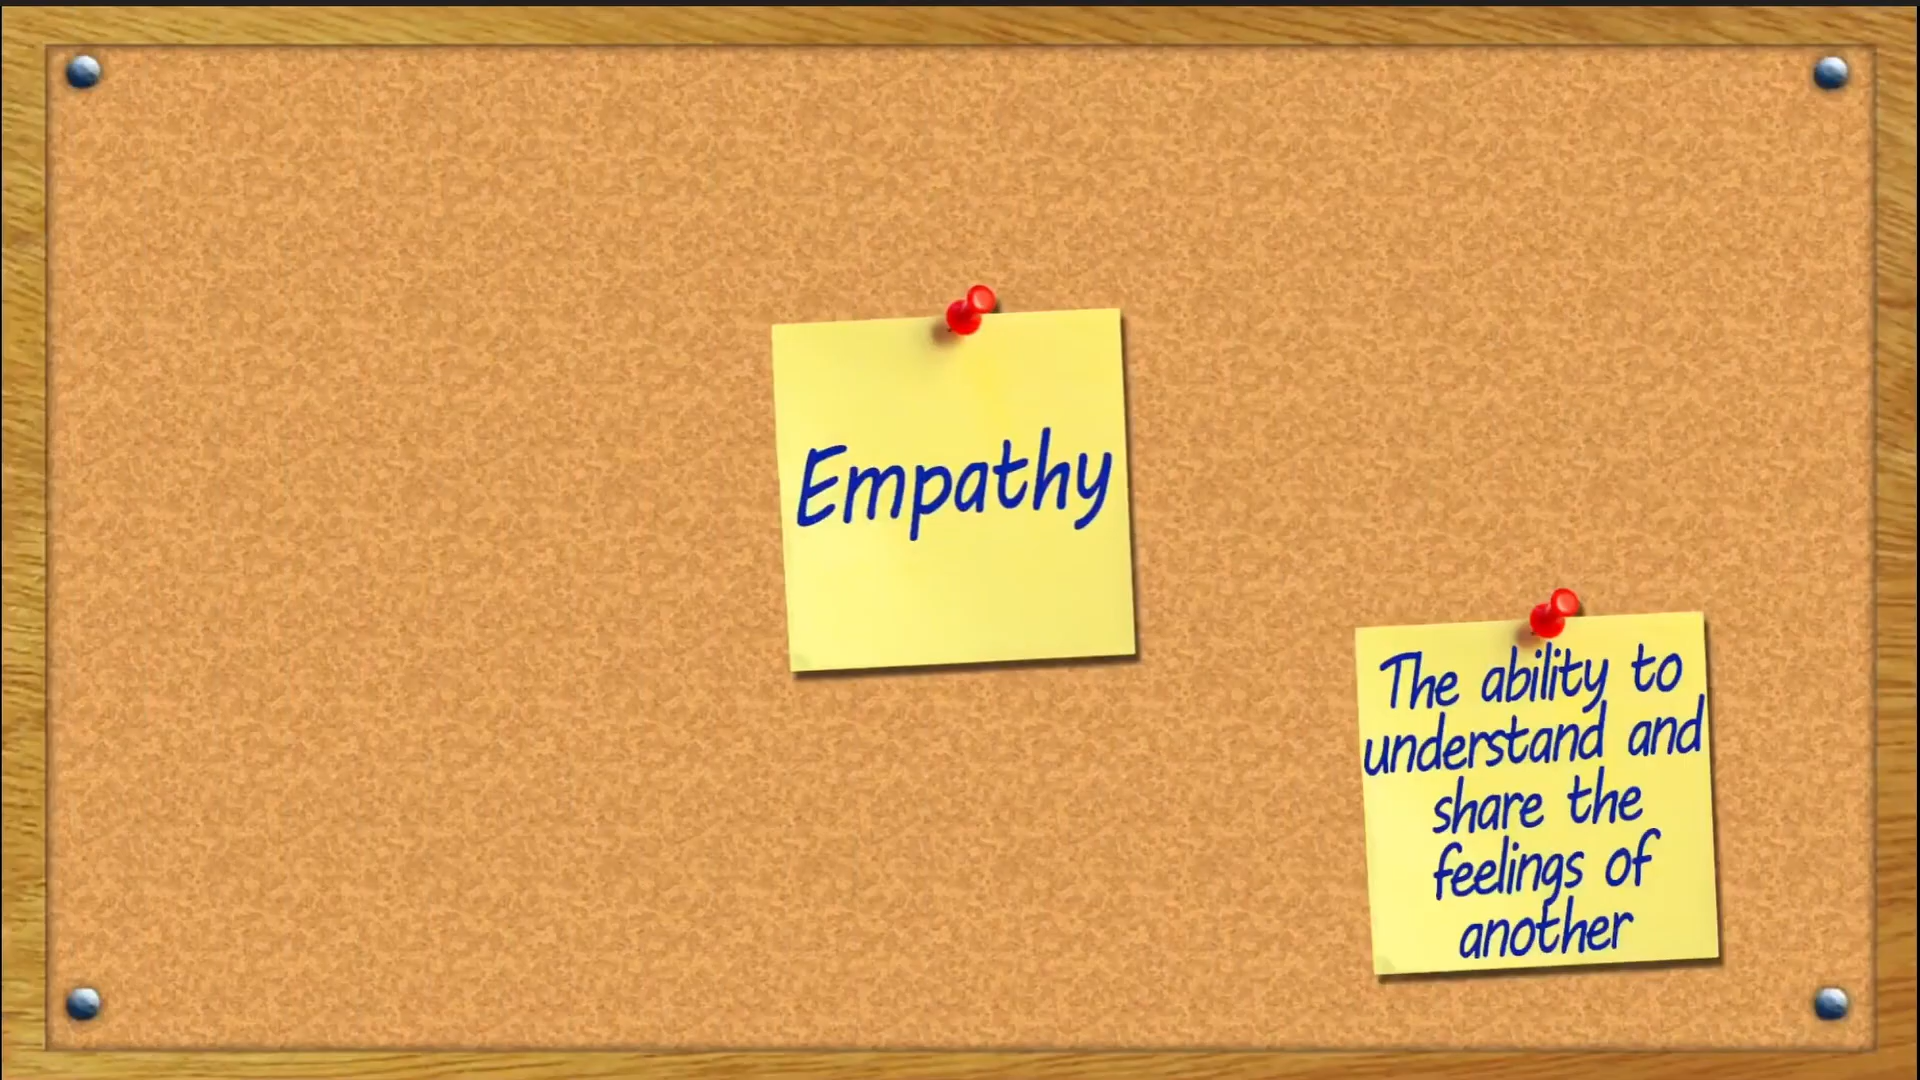 Empathy
The ability to
understand and
share the
feelings of
another